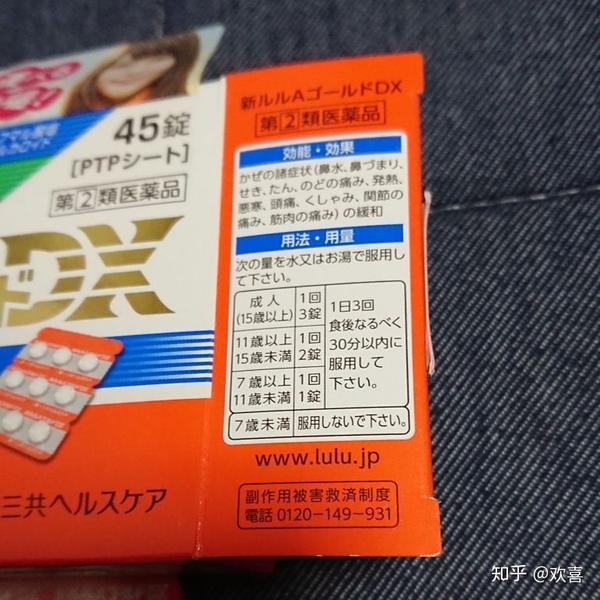 45錠
[PTPシート]
第②類医薬品
ドDX
三共ヘルスケア
新ルルAゴールドDX
第②類医薬品
効能・効果
かぜの諸症状(鼻水、鼻づまり、
せき、たん、のどの痛み、発熱、
悪寒、頭痛、くしゃみ、関節の
痛み、筋肉の痛み)の緩和
用法・用量
次の量を水又はお湯で服用し
て下さい。
成人
(15歳以上)
1回
3錠
11歳以上
15歳未満
1回
2錠
7歳以上
11歳未満
1回
1錠
1日3回
食後なるべく
30分以内に
服用して
下さい。
7歳未満 服用しないで下さい。
www.lulu.jp
副作用被害救済制度
電話 0120-149-931
知乎 @欢喜